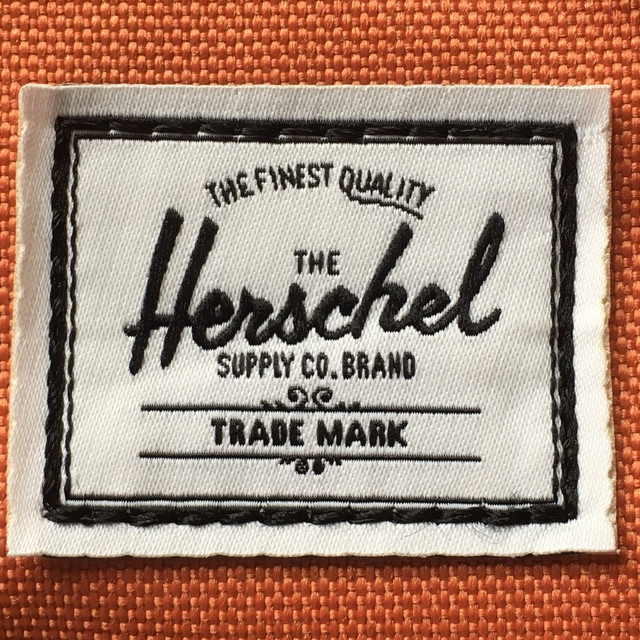 THE FINEST QUALITY
THE
Herschel
SUPPLY CO. BRAND
TRADE MARK